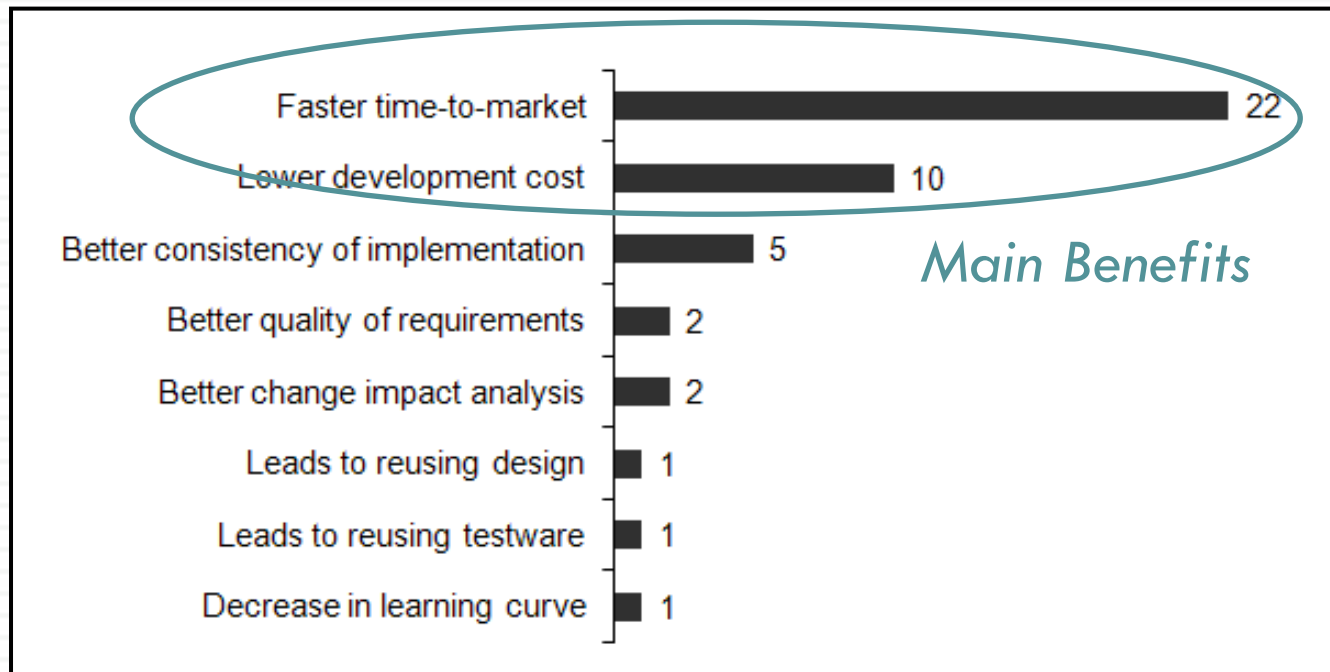 Faster time-to-market 22
Lower development cost 10
Better consistency of implementation 5
Main Benefits
Better quality of requirements 2
Better change impact analysis 2
Leads to reusing design 1
Leads to reusing testware 1
Decrease in learning curve 1